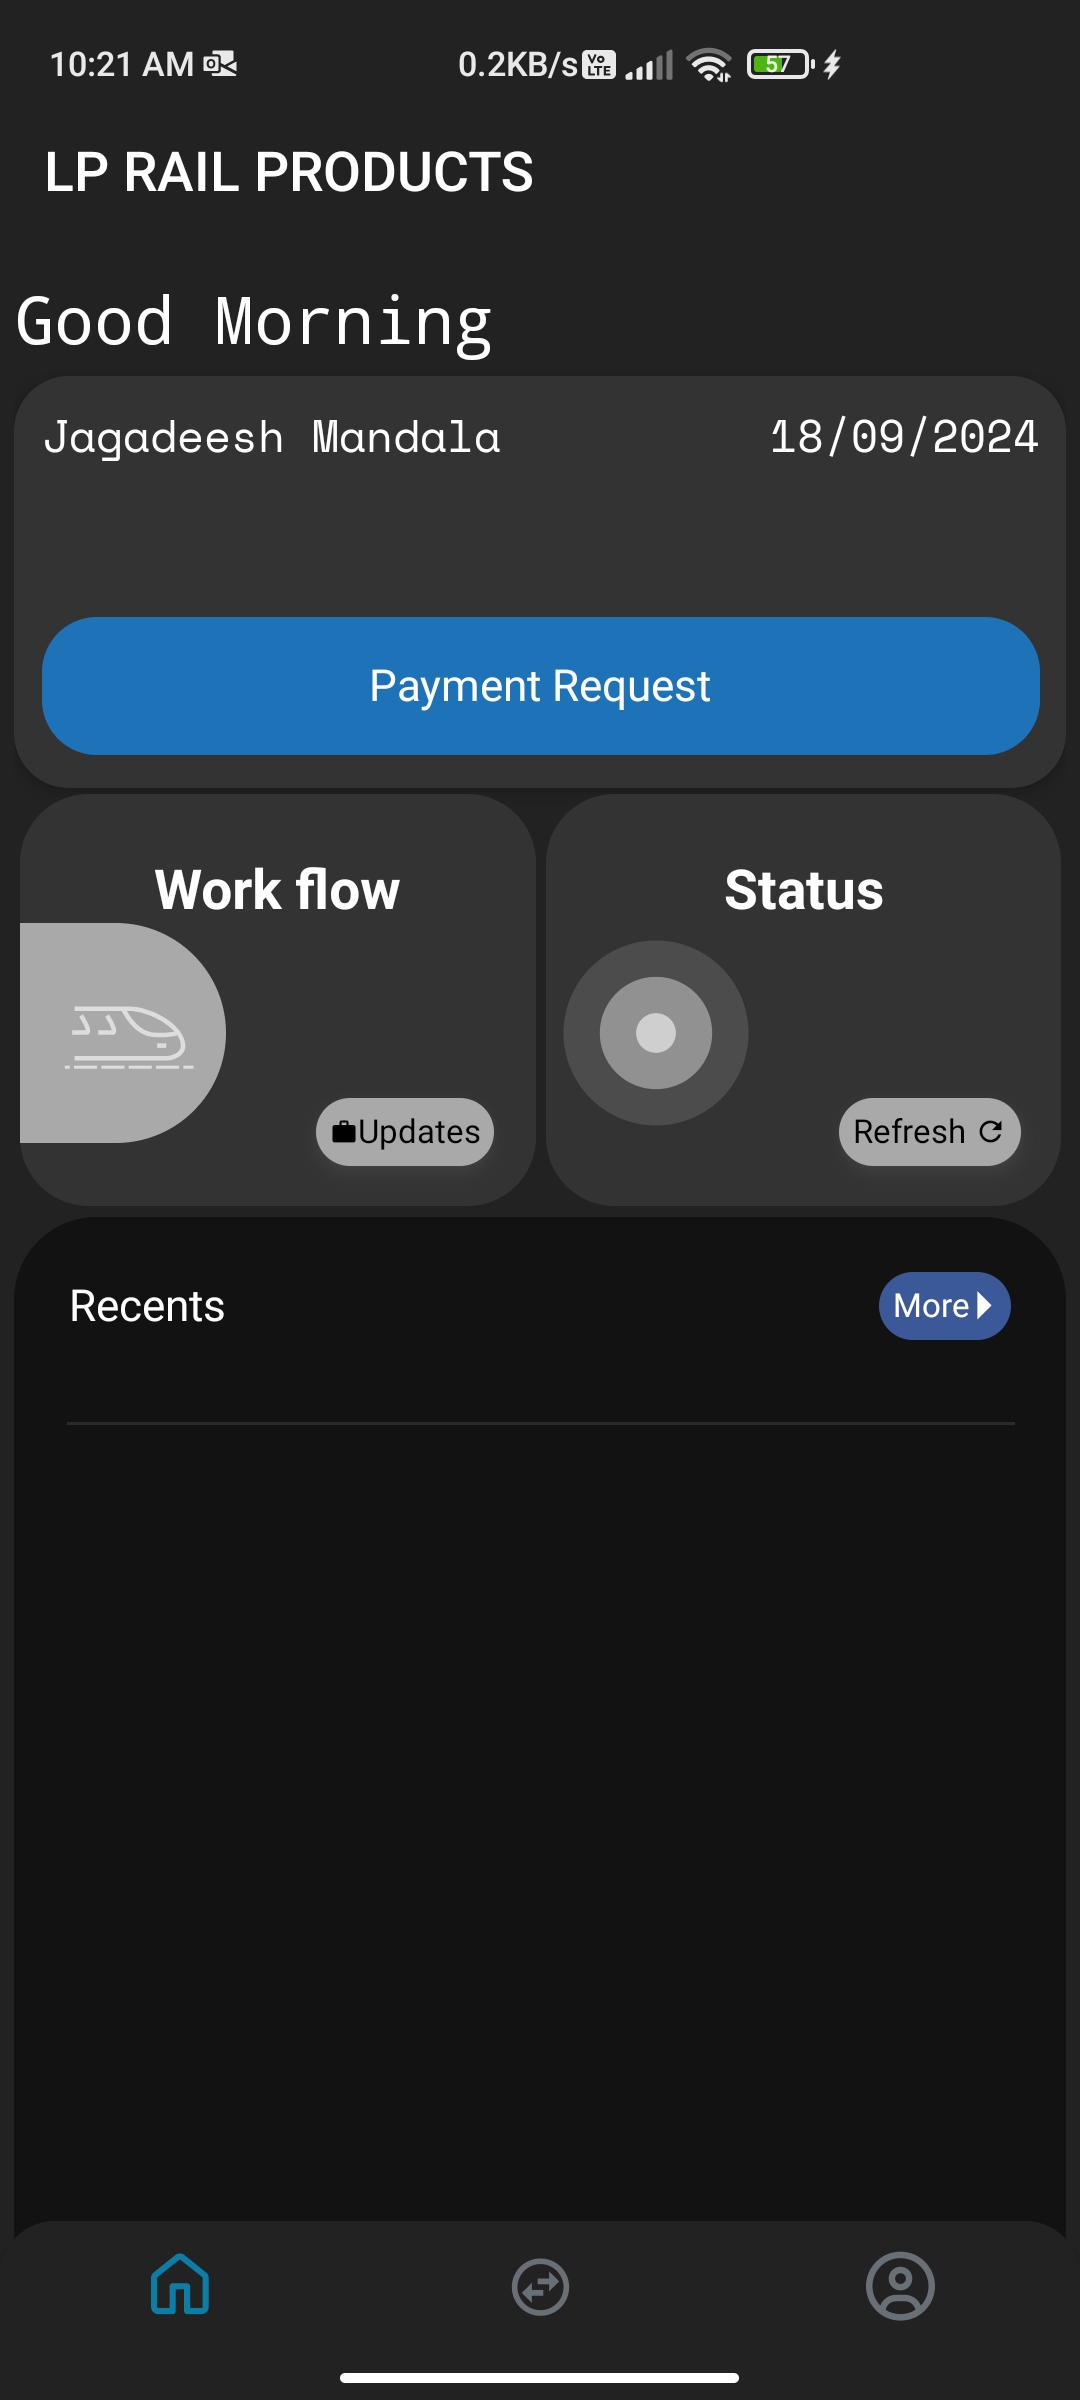 10:21 AM 0.2KB/s Vo LTE 57
LP RAIL PRODUCTS
Good Morning
Jagadeesh Mandala 18/09/2024
Payment Request
Work flow Status
Updates Refresh
Recents More